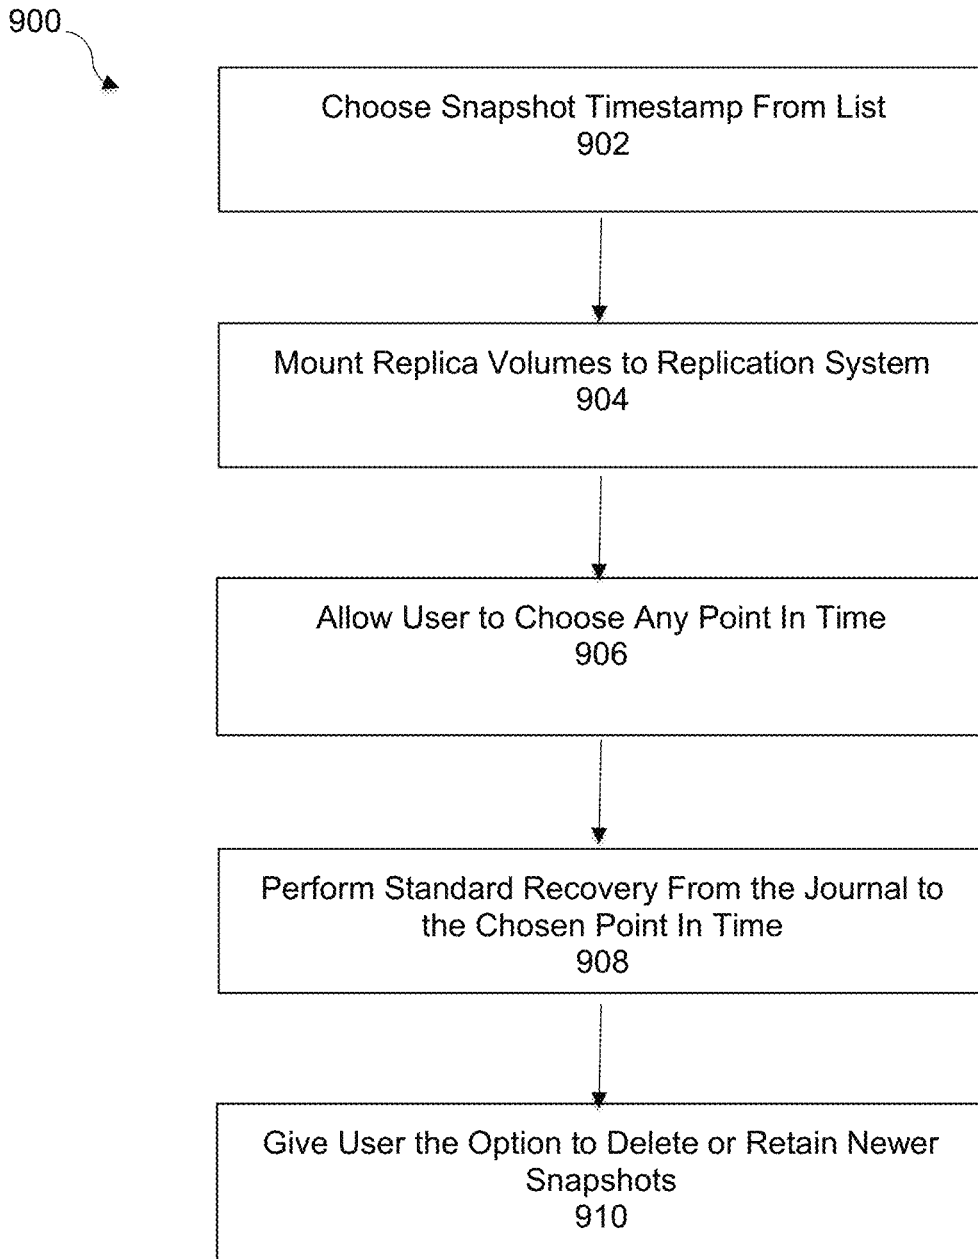 900
Choose Snapshot Timestamp From List
902
Mount Replica Volumes to Replication System
904
Allow User to Choose Any Point In Time
906
Perform Standard Recovery From the Journal to
the Chosen Point In Time
908
Give User the Option to Delete or Retain Newer
Snapshots
910